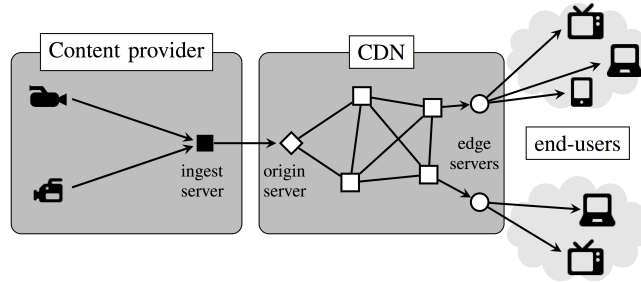 Content provider
CDN
ingest
server
origin
server
edge
servers
end-users